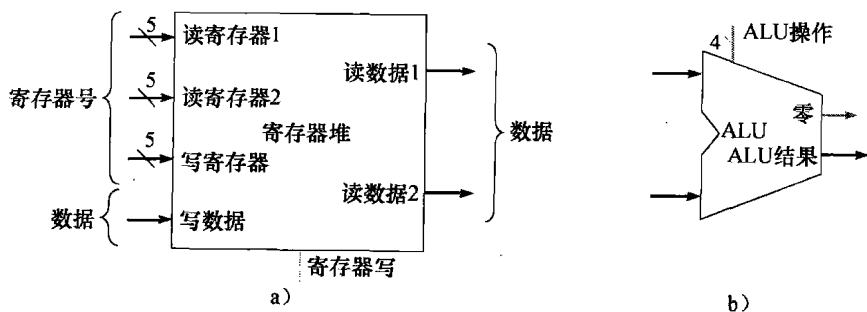 5
读寄存器1
5
读寄存器2
寄存器号
寄存器堆
5
写寄存器
数据
写数据
读数据1
数据
读数据2
寄存器写
a）
4
ALU操作
零
ALU
ALU结果
b）